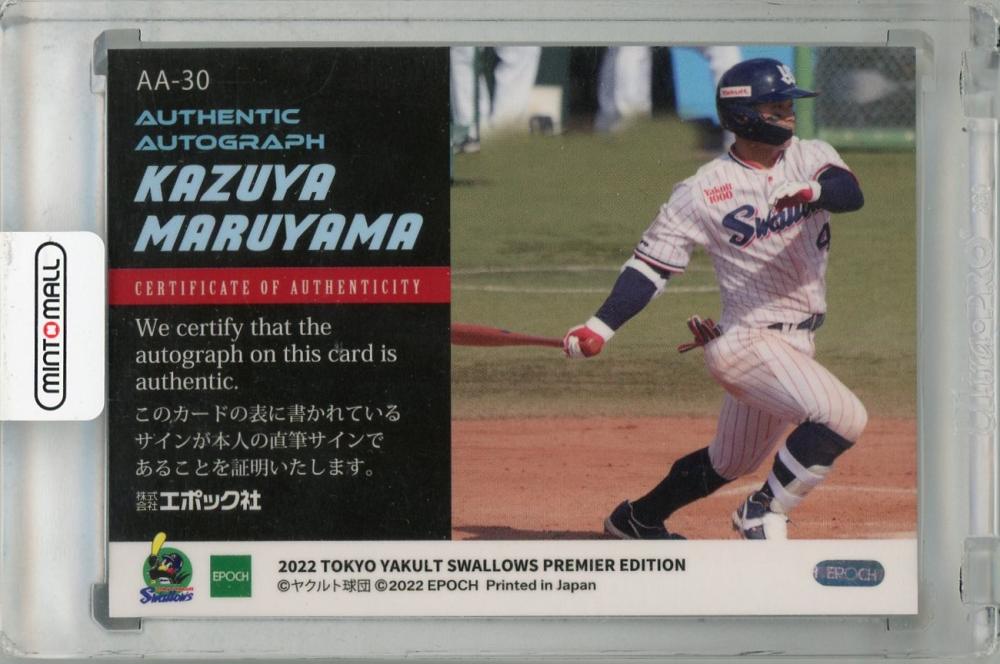 AA-30
AUTHENTIC
AUTOGRAPH
KAZUYA
MARUYAMA
CERTIFICATE OF AUTHENTICITY
We certify that the
autograph on this card is
authentic.
このカードの表に書かれている
サインが本人の直筆サインで
あることを証明いたします。
株式会社エポック社
MINTOMALL
Yakult
1000
Swallows
4
Swallows
EPOCH
2022 TOKYO YAKULT SWALLOWS PREMIER EDITION
©ヤクルト球団 ©2022 EPOCH Printed in Japan
EPOCH